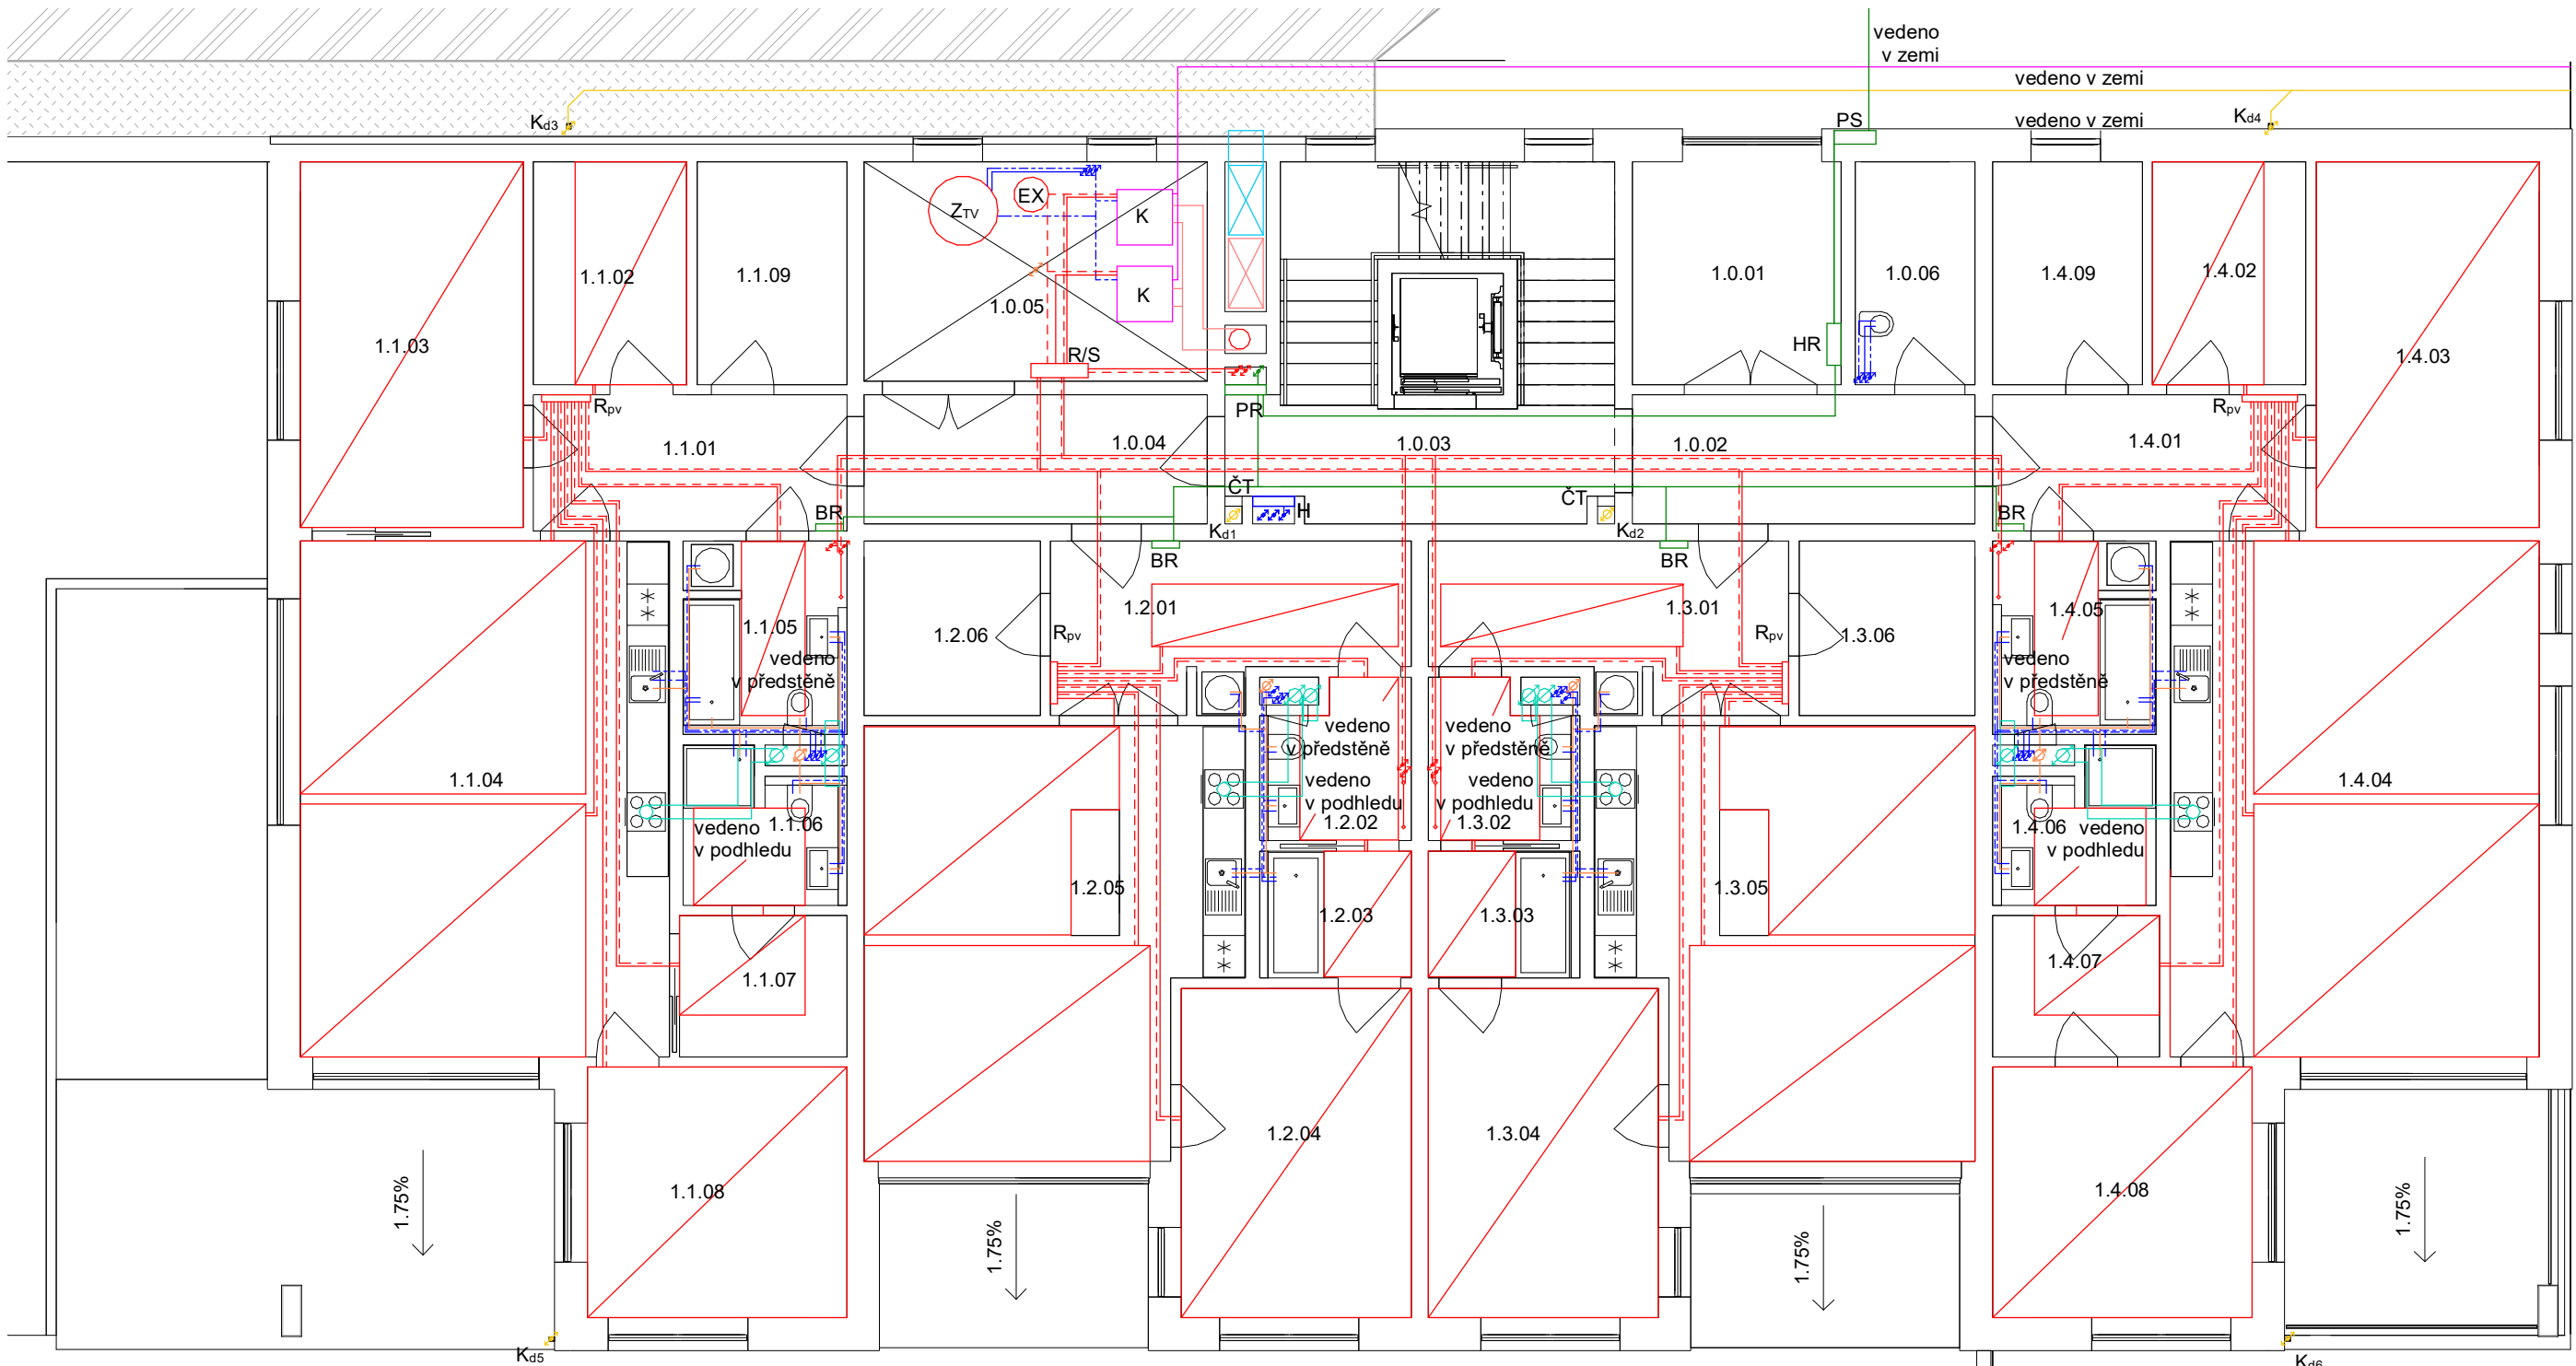 vedeno
v zemi
vedeno v zemi
vedeno v zemi
Kd3
Kd4
PS
ZTV
EX
K
K
1.1.02
1.1.09
1.0.05
1.0.01
1.0.06
1.4.09
1.4.02
1.1.03
R/S
HR
1.4.03
Rpv
PR
Rpv
1.1.01
1.0.04
1.0.03
1.0.02
1.4.01
ČT
H
ČT
BR
Kd1
Kd2
BR
BR
BR
1.1.05
1.2.06
1.2.01
Rpv
1.3.01
Rpv
1.3.06
1.4.05
vedeno
v předstěně
vedeno
v předstěně
vedeno
v předstěně
vedeno
v předstěně
1.1.04
vedeno
v podhledu
vedeno
v podhledu
1.4.04
1.1.06
vedeno
v podhledu
1.2.02
1.3.02
1.4.06
vedeno
v podhledu
1.2.05
1.2.03
1.3.03
1.3.05
1.1.07
1.4.07
1.2.04
1.3.04
1.1.08
1.4.08
1.75%
1.75%
1.75%
1.75%
Kd5
Kd6